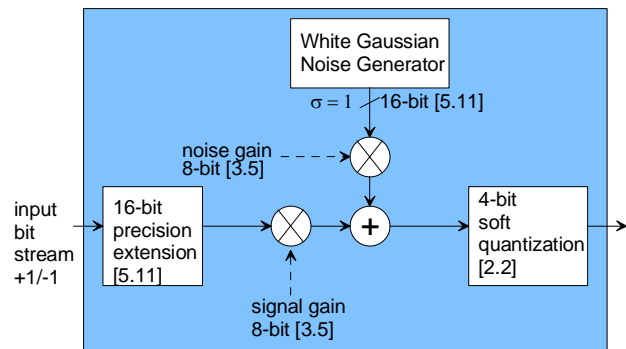 White Gaussian
Noise Generator
σ = 1
16-bit [5.11]
noise gain
8-bit [3.5]
input
bit
stream
+1/-1
16-bit
precision
extension
[5.11]
+
4-bit
soft
quantization
[2.2]
signal gain
8-bit [3.5]